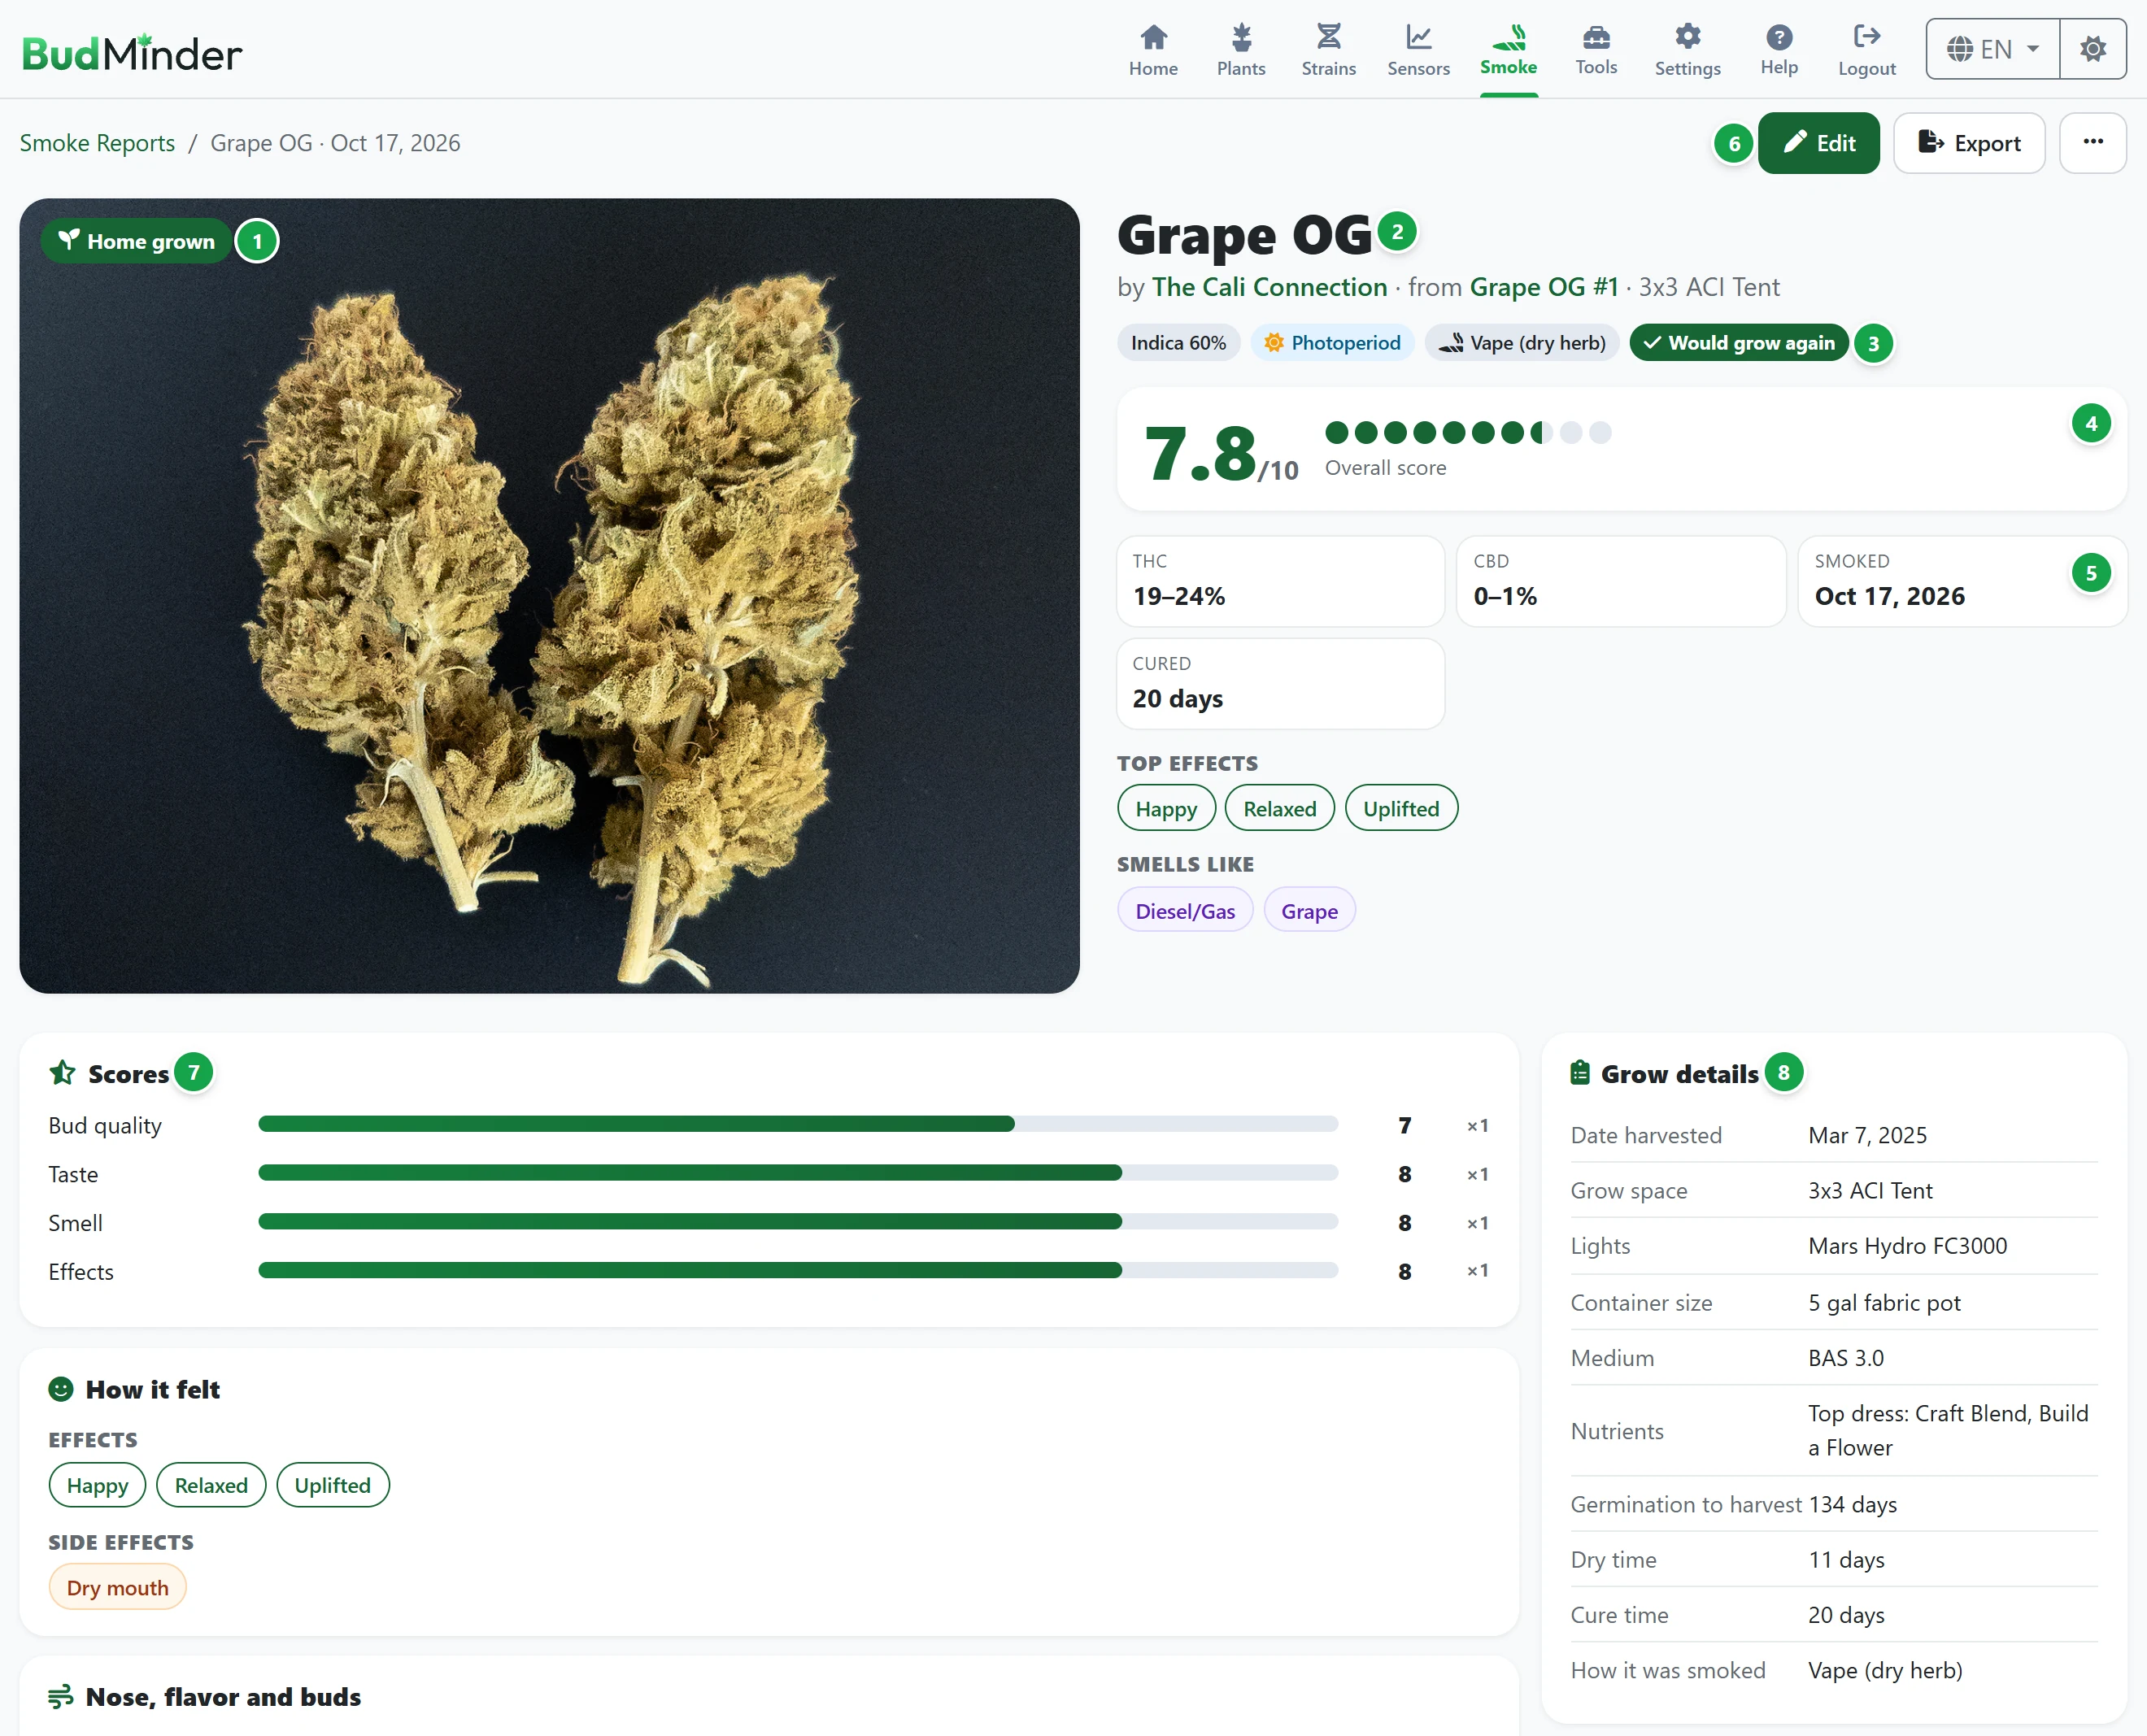 BudMinder
Home
Plants
Strains
Sensors
Smoke
Tools
Settings
Help
Logout
EN
Smoke Reports / Grape OG · Oct 17, 2026
6
Edit
Export
Home grown
1
Grape OG
2
by The Cali Connection · from Grape OG #1 · 3x3 ACI Tent
Indica 60%
Photoperiod
Vape (dry herb)
Would grow again
3
7.8/10
Overall score
4
THC
19–24%
CBD
0–1%
SMOKED
Oct 17, 2026
5
CURED
20 days
TOP EFFECTS
Happy
Relaxed
Uplifted
SMELLS LIKE
Diesel/Gas
Grape
Scores
7
Bud quality 7 ×1
Taste 8 ×1
Smell 8 ×1
Effects 8 ×1
How it felt
EFFECTS
Happy
Relaxed
Uplifted
SIDE EFFECTS
Dry mouth
Nose, flavor and buds
Grow details
8
Date harvested Mar 7, 2025
Grow space 3x3 ACI Tent
Lights Mars Hydro FC3000
Container size 5 gal fabric pot
Medium BAS 3.0
Nutrients Top dress: Craft Blend, Build
a Flower
Germination to harvest 134 days
Dry time 11 days
Cure time 20 days
How it was smoked Vape (dry herb)